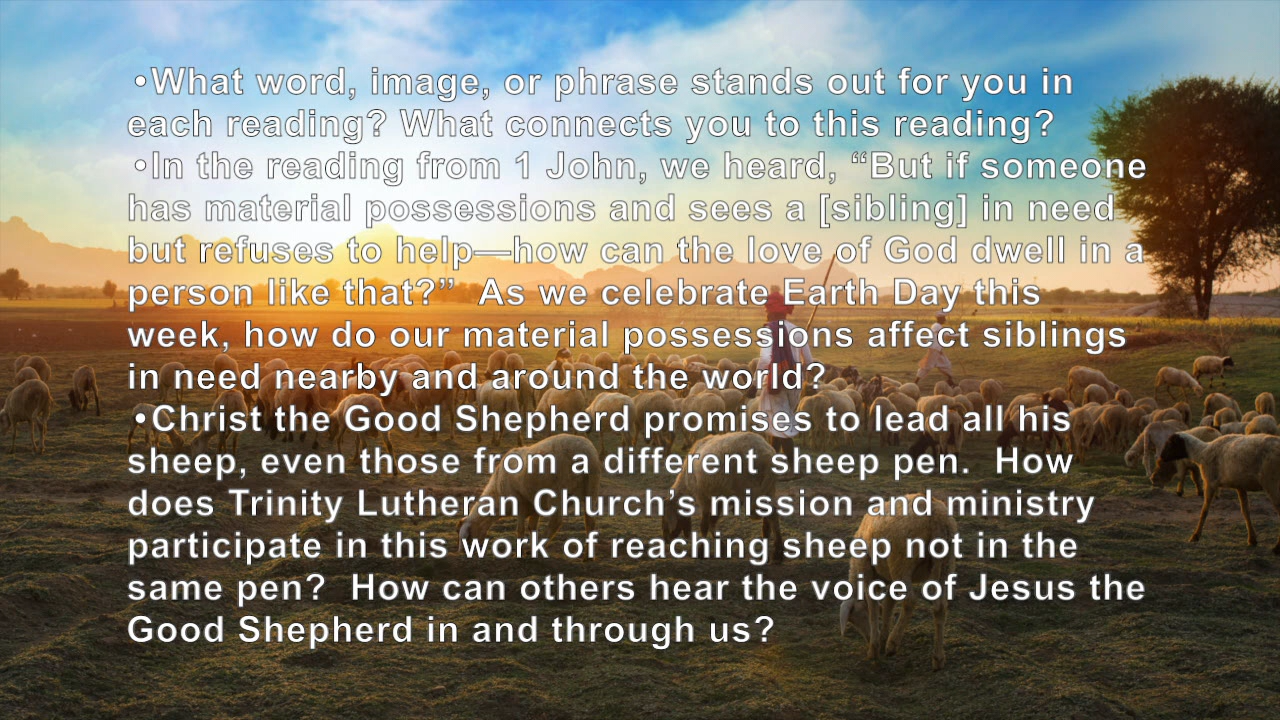 •What word, image, or phrase stands out for you in
each reading? What connects you to this reading?
•In the reading from 1 John, we heard, “But if someone
has material possessions and sees a [sibling] in need
but refuses to help—how can the love of God dwell in a
person like that?”  As we celebrate Earth Day this
week, how do our material possessions affect siblings
in need nearby and around the world?
•Christ the Good Shepherd promises to lead all his
sheep, even those from a different sheep pen.  How
does Trinity Lutheran Church’s mission and ministry
participate in this work of reaching sheep not in the
same pen?  How can others hear the voice of Jesus the
Good Shepherd in and through us?